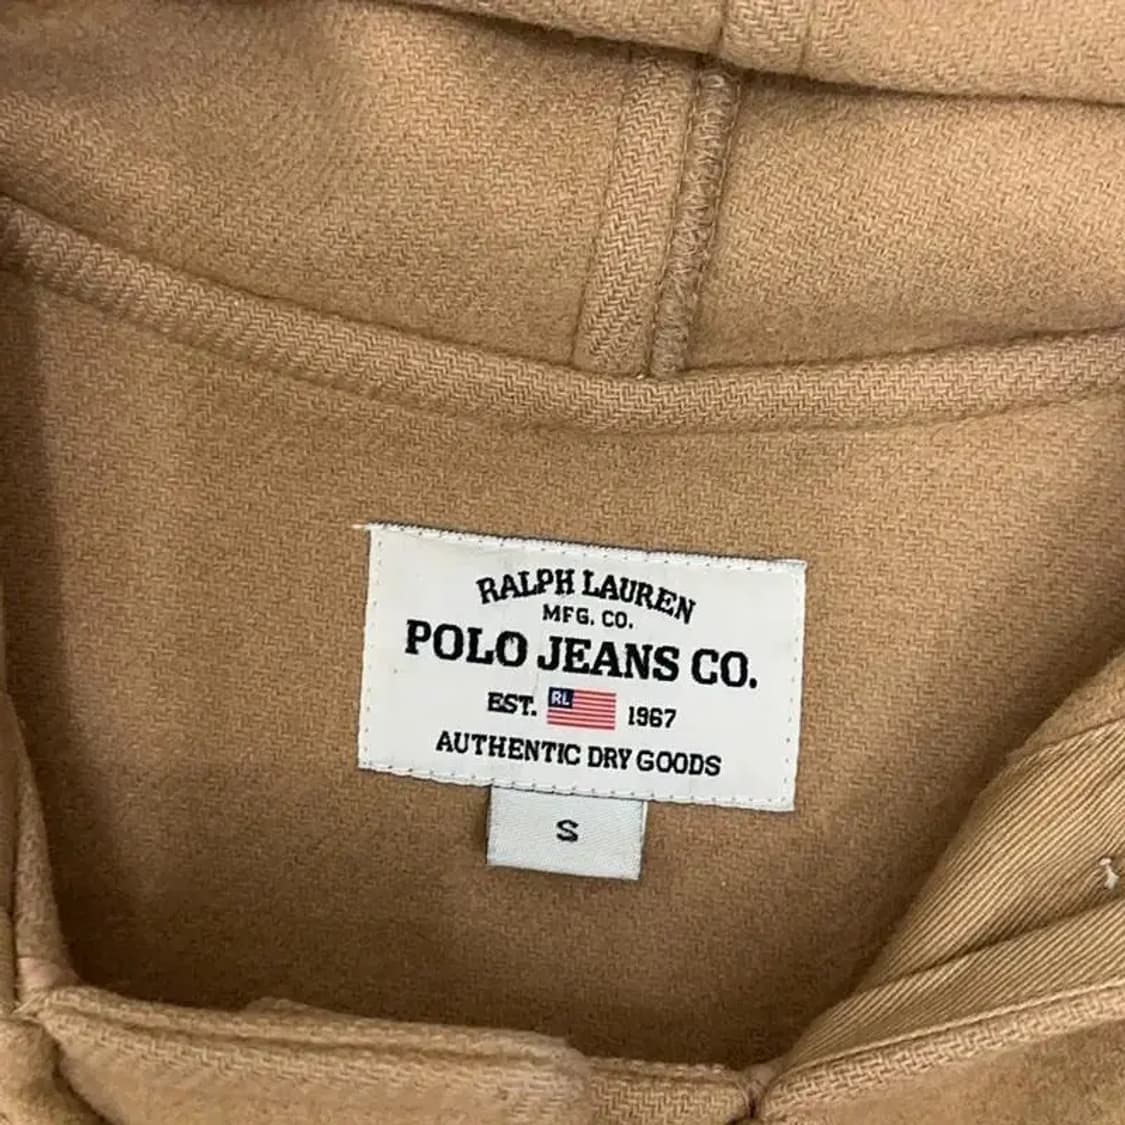 RALPH LAUREN
MFG. CO.
POLO JEANS CO.
EST. RL 1967
AUTHENTIC DRY GOODS
S